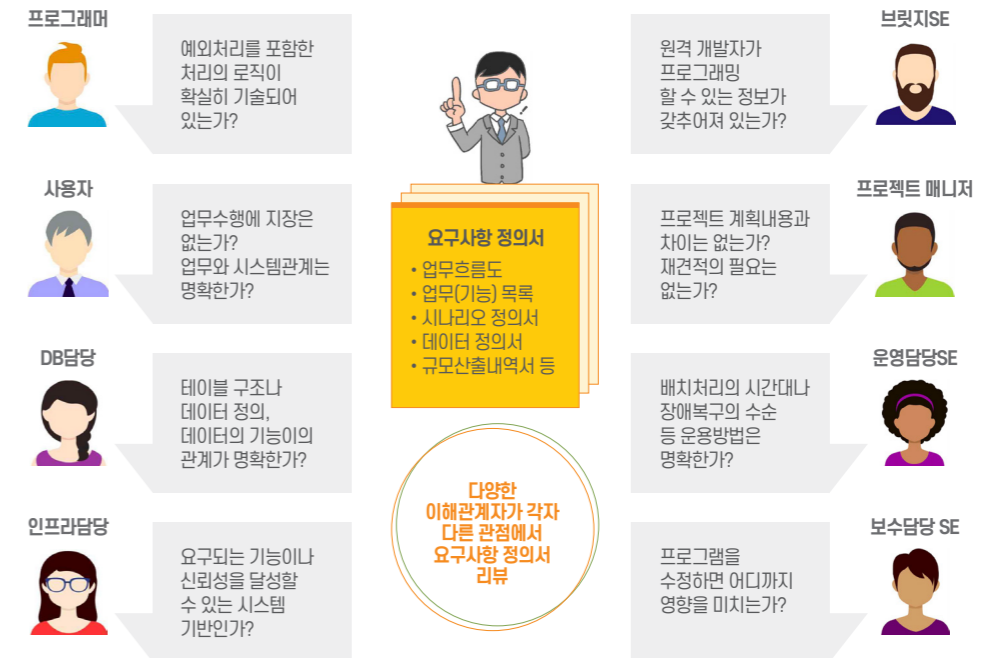 프로그래머
예외처리를 포함한
처리의 로직이
확실히 기술되어
있는가?
사용자
업무수행에 지장은
없는가?
업무와 시스템관계는
명확한가?
DB담당
테이블 구조나
데이터 정의,
데이터의 기능이의
관계가 명확한가?
인프라담당
요구되는 기능이나
신뢰성을 달성할
수 있는 시스템
기반인가?
요구사항 정의서
• 업무흐름도
• 업무(기능) 목록
• 시나리오 정의서
• 데이터 정의서
• 규모산출내역서 등
다양한
이해관계자가 각자
다른 관점에서
요구사항 정의서
리뷰
브릿지SE
원격 개발자가
프로그래밍
할 수 있는 정보가
갖추어져 있는가?
프로젝트 매니저
프로젝트 계획내용과
차이는 없는가?
재견적의 필요는
없는가?
운영담당SE
배치처리의 시간대나
장애복구의 수순
등 운용방법은
명확한가?
보수담당 SE
프로그램을
수정하면 어디까지
영향을 미치는가?